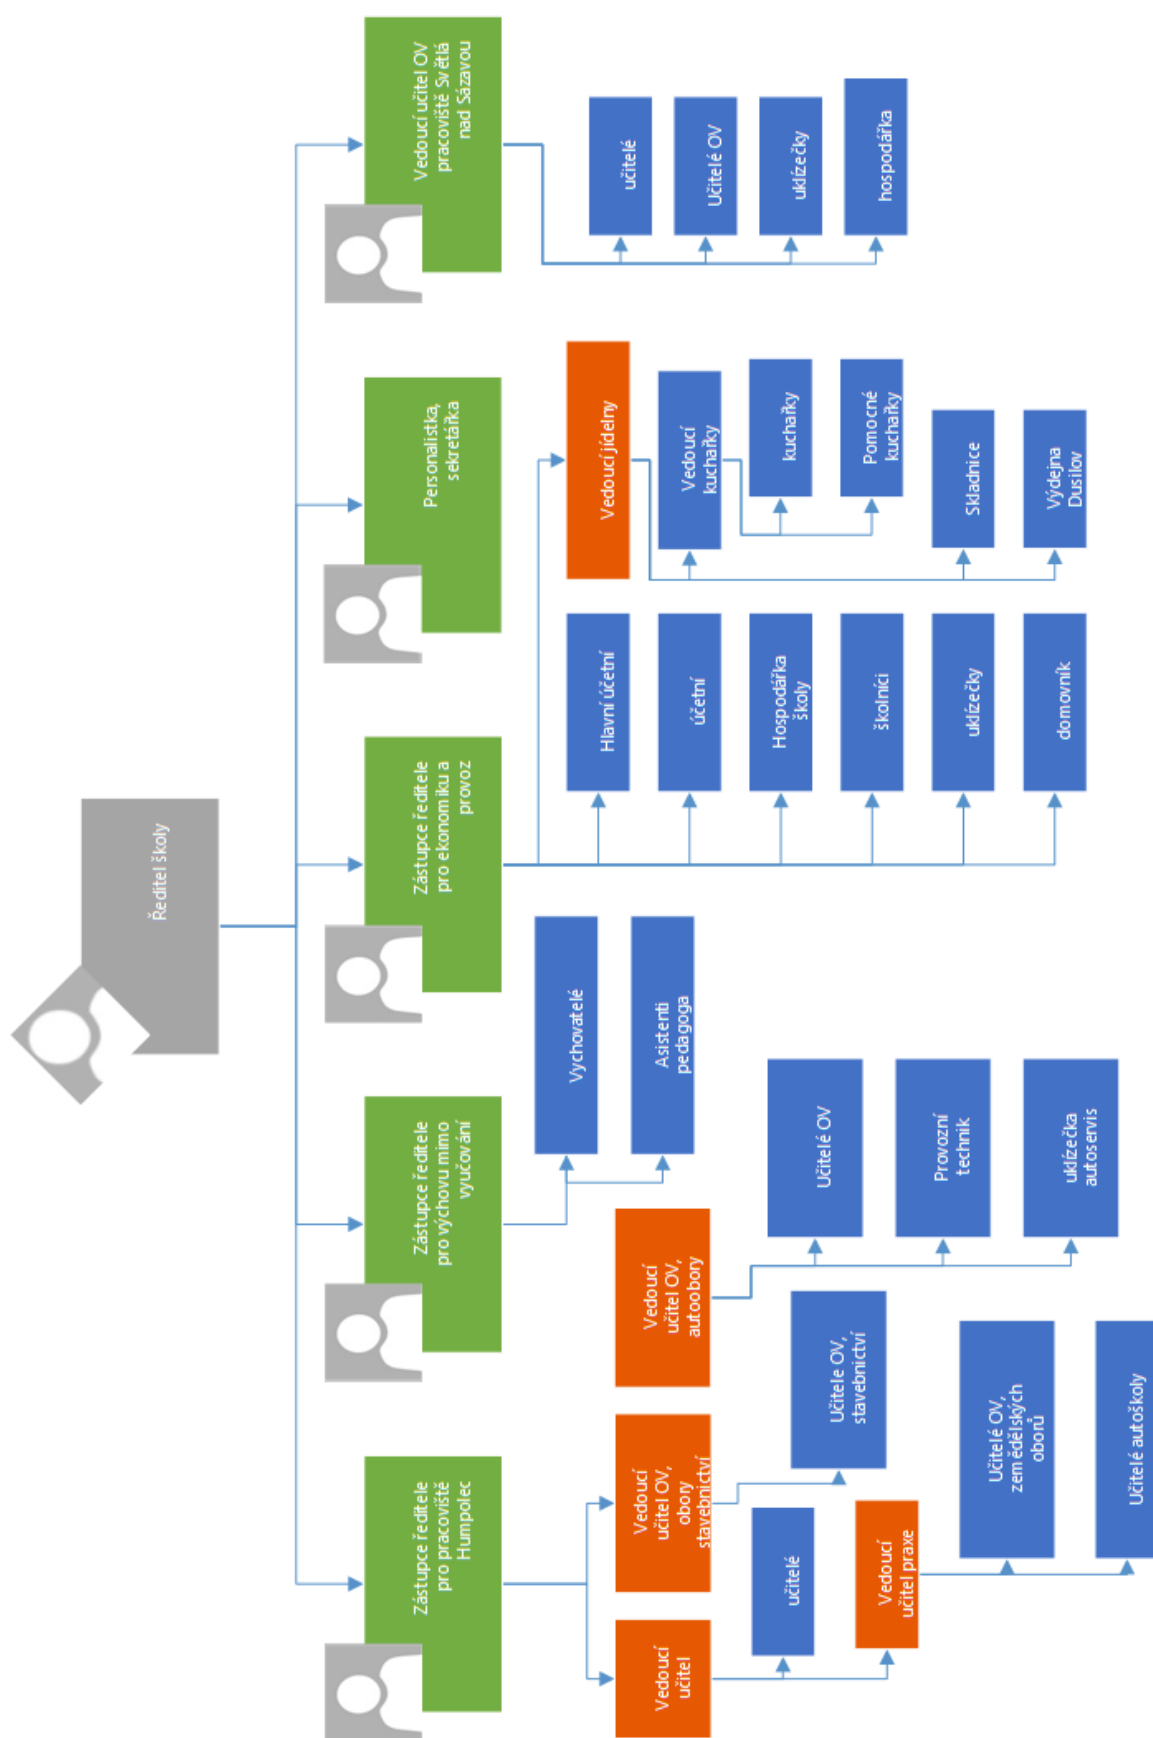 Ředitel školy
Zástupce ředitele
pro pracoviště
Humpolec
Zástupce ředitele
pro výchovu mimo
vyučování
Zástupce ředitele
pro ekonomiku a
provoz
Personalistka,
sekretářka
Vedoucí učitel OV
pracoviště Světlá
nad Sázavou
Vedoucí
učitel
Vedoucí
učitel OV,
obory
stavebnictví
Vedoucí
učitel OV,
autoobory
učitelé
Vedoucí
učitel praxe
Učitelé OV,
zemědělských
oborů
Učitelé autoškoly
Učitelé OV,
stavebnictví
Učitelé OV
Provozní
technik
uklízečka
autoservis
Vychovatelé
Asistenti
pedagoga
Hlavní účetní
účetní
Hospodářka
školy
školníci
uklízečky
domovník
Vedoucí jídelny
Vedoucí
kuchařky
kuchařky
Pomocné
kuchařky
Skladnice
Výdejna
Dusilov
učitelé
Učitelé OV
uklízečky
hospodářka